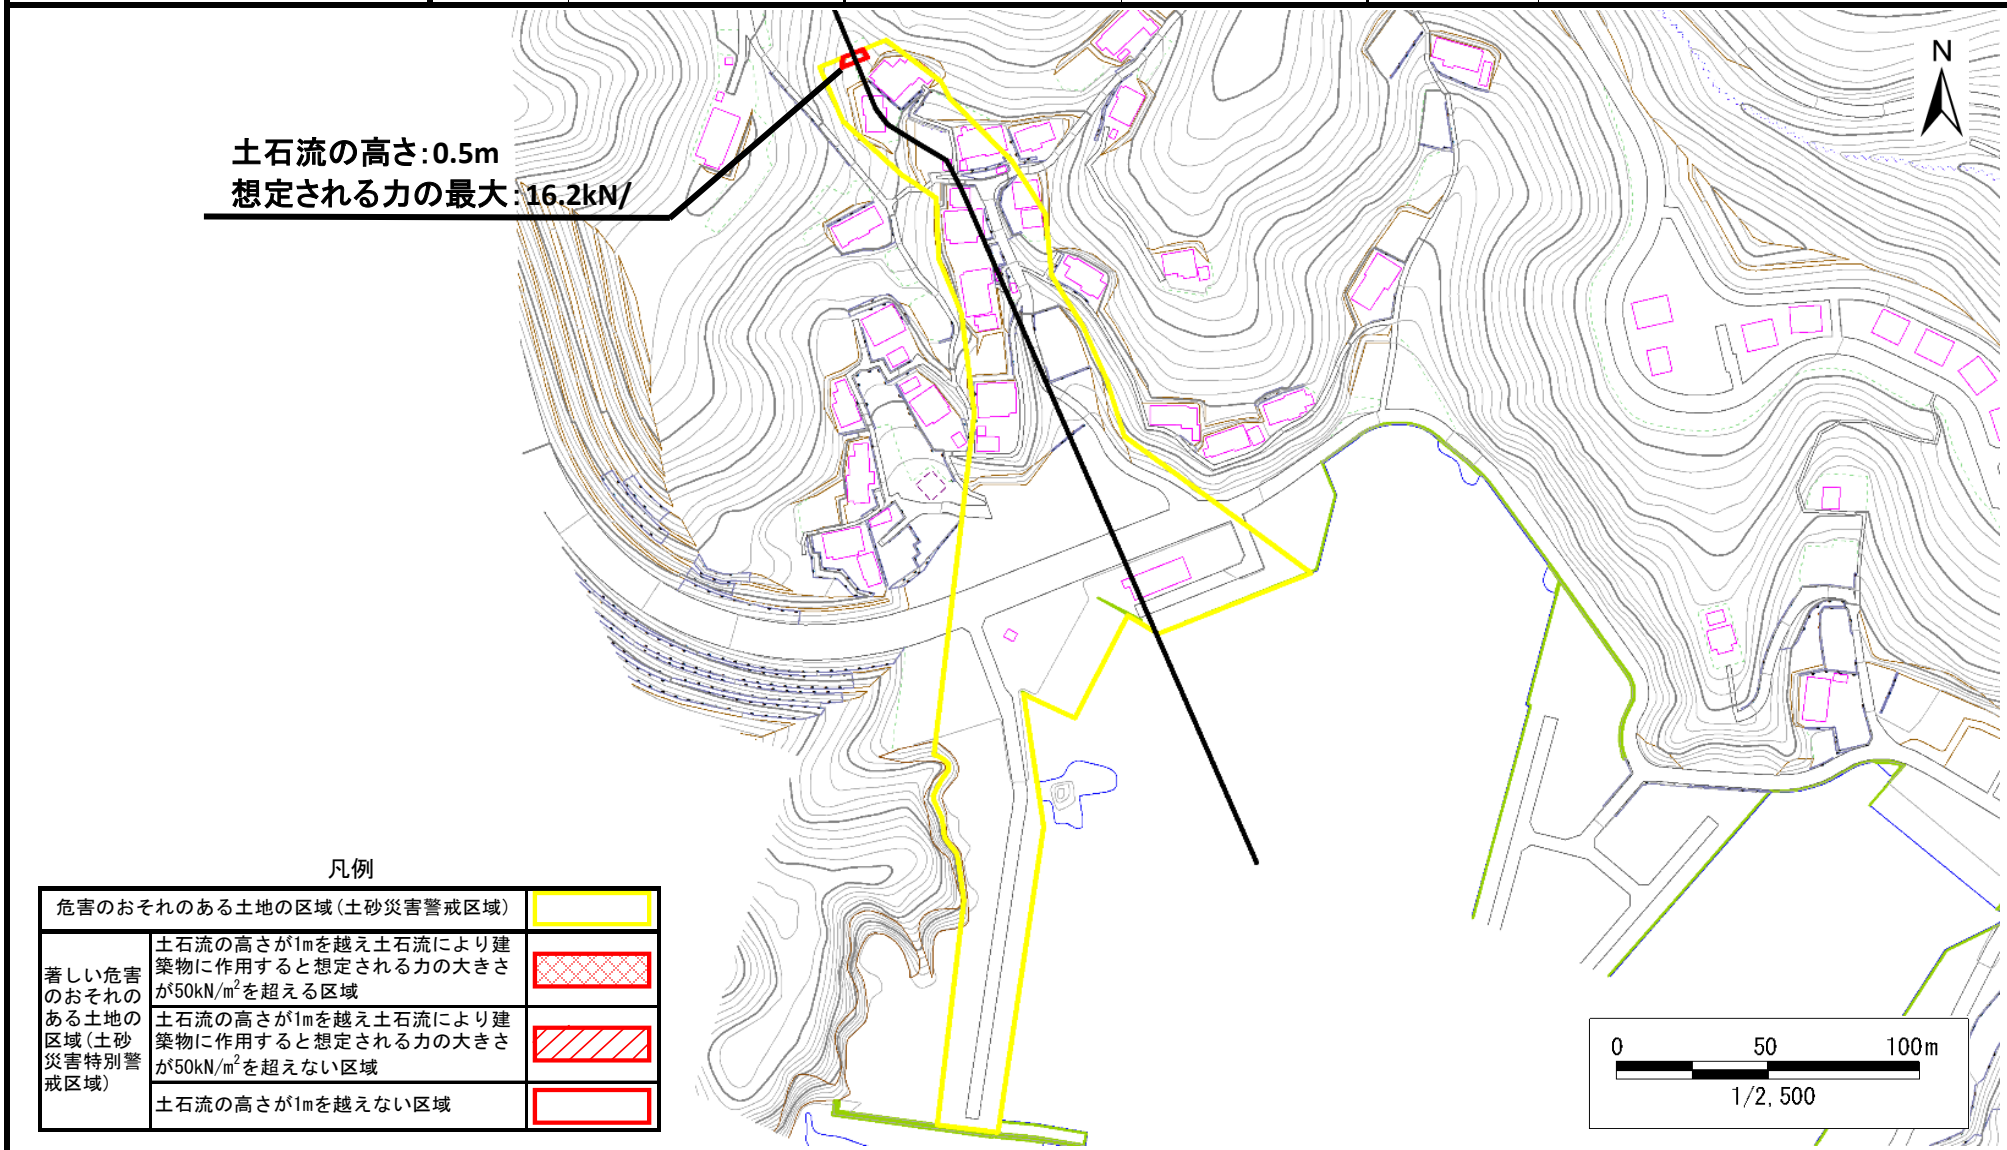 N
土石流の高さ:0.5m
想定される力の最大:16.2kN/
凡例
危害のおそれのある土地の区域(土砂災害警戒区域)
著しい危害
のおそれの
ある土地の
区域(土砂
災害特別警
戒区域)
土石流の高さが1mを越え土石流により建
築物に作用すると想定される力の大きさ
が50kN/m²を超える区域
土石流の高さが1mを越え土石流により建
築物に作用すると想定される力の大きさ
が50kN/m²を超えない区域
土石流の高さが1mを越えない区域
0 50 100m
1/2,500